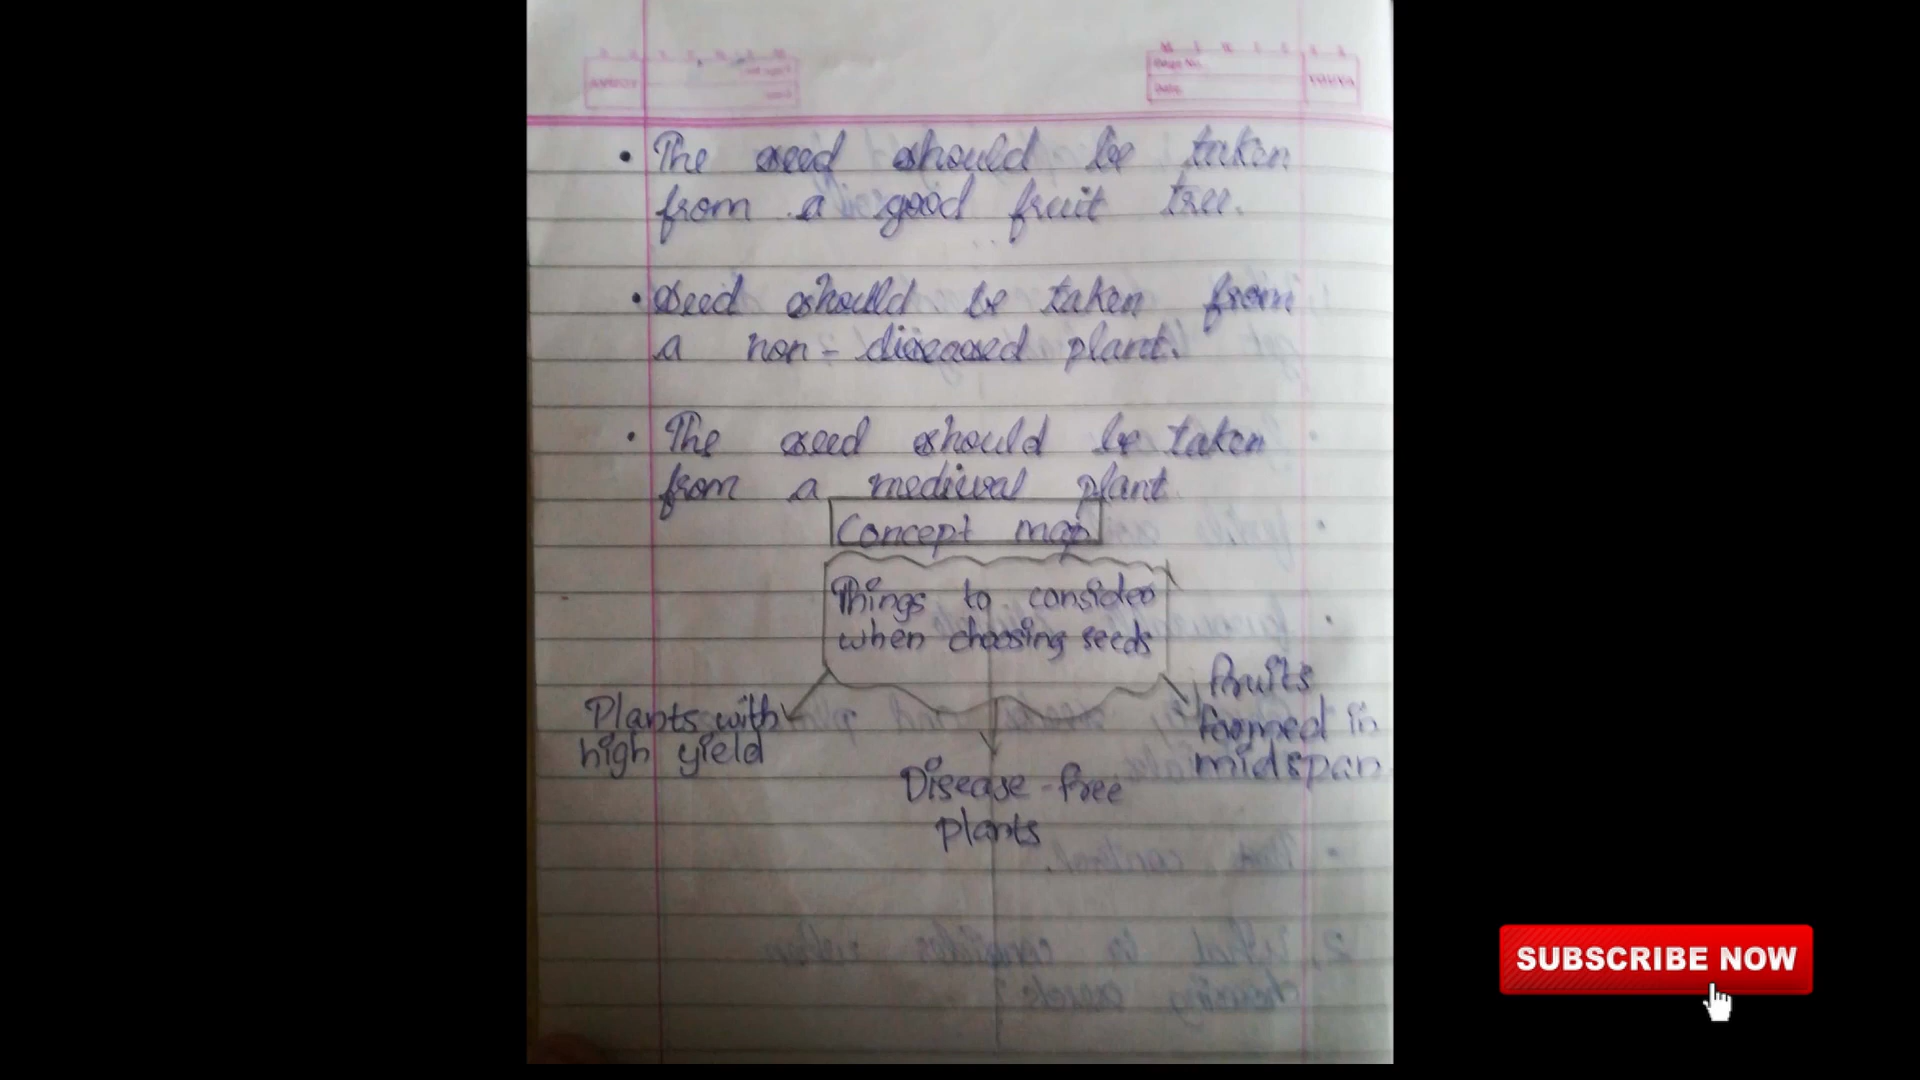 • The seed should be taken
from a good fruit tree.
• Seed should be taken from
a non-diseased plant.
• The seed should be taken
from a medieval plant
Concept map
Things to consider
when choosing seeds
Plants with
high yield
Disease-free
plants
fruits
formed in
midspan
SUBSCRIBE NOW